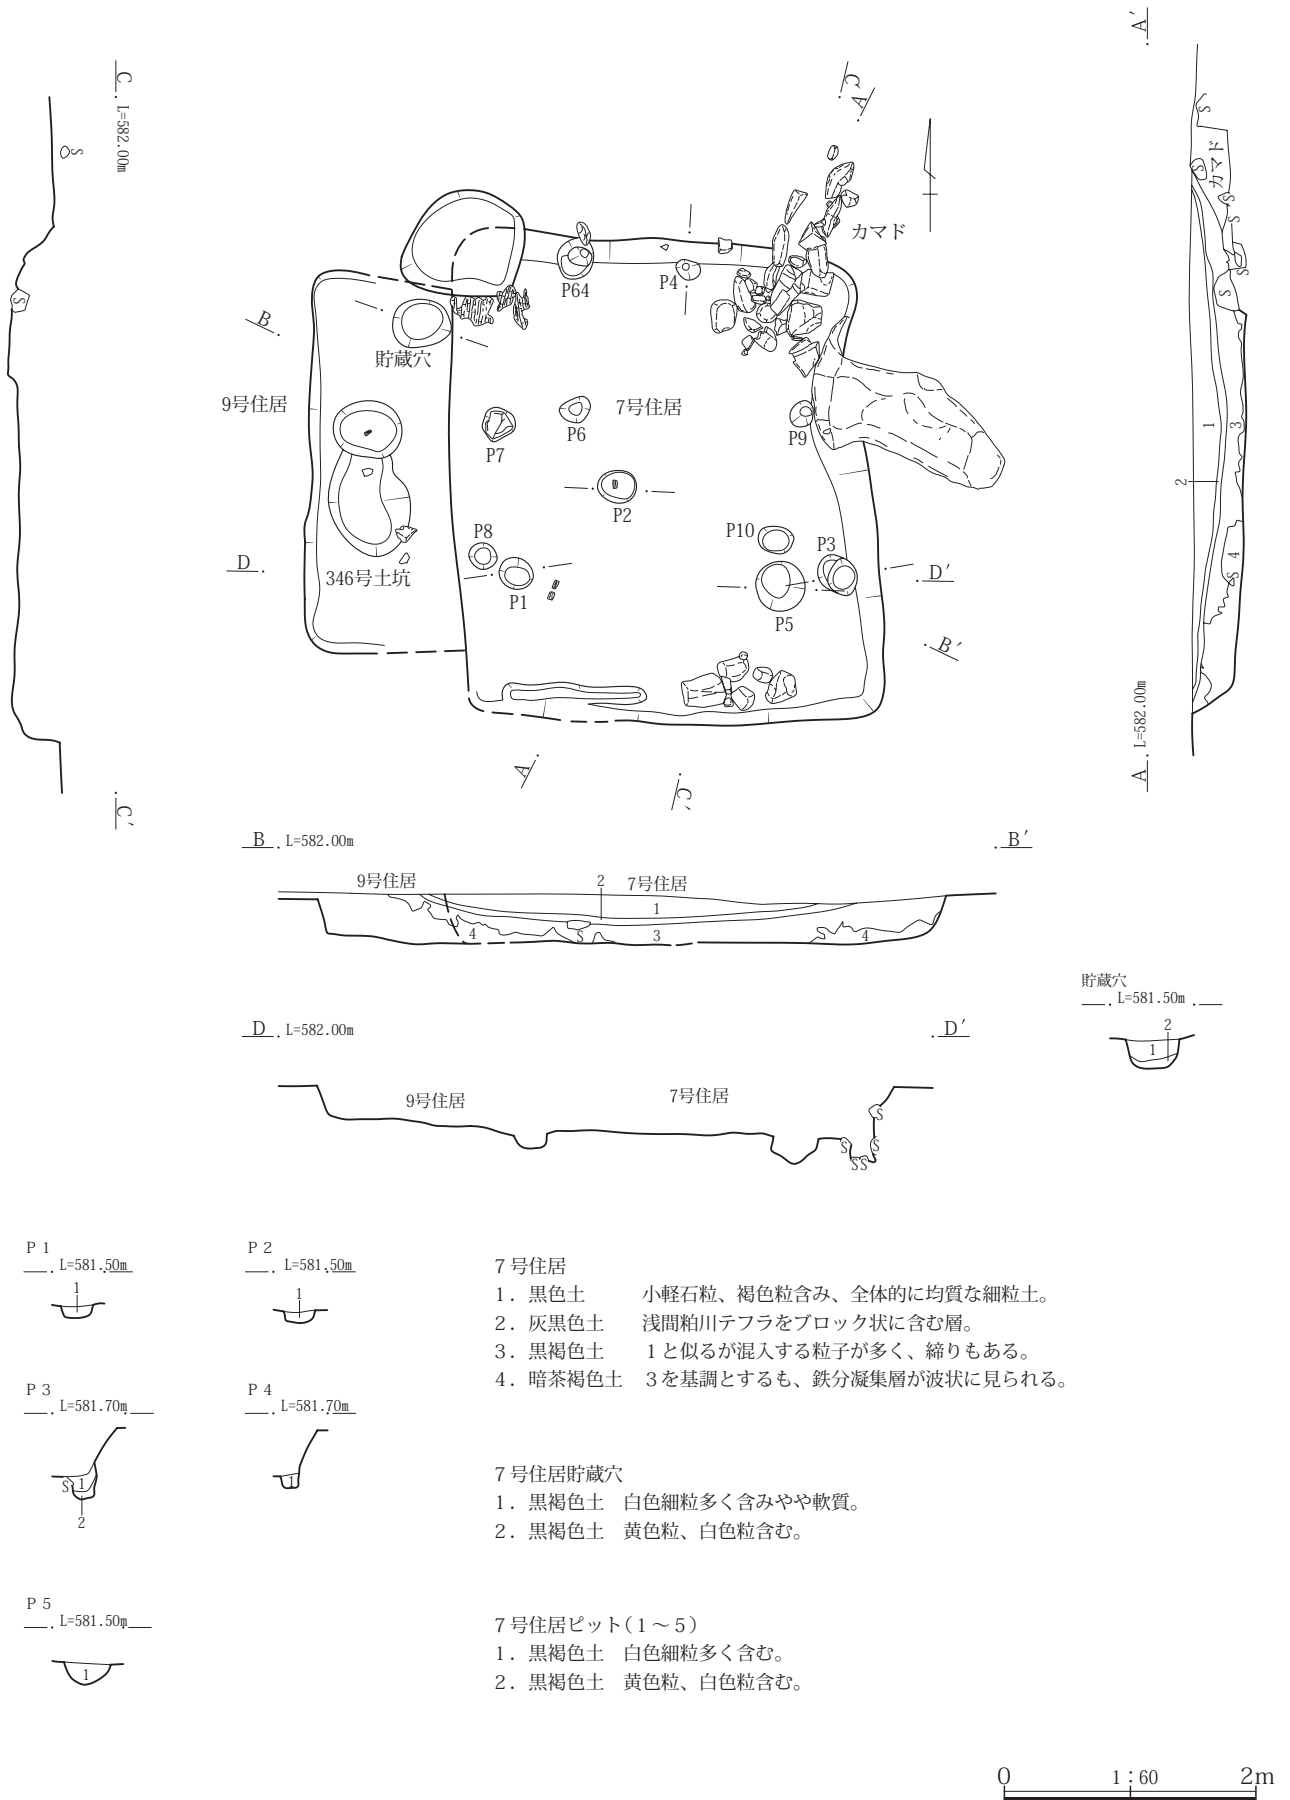 A′
C
L=582.00m
C
A
S
S
カマド
カマド
S
S
S
P64
P4
S
S
S
B
貯蔵穴
9号住居
7号住居
P6
P9
P7
1
3
2
P2
P8
P10
P3
D
346号土坑
P1
P5
D′
4
S
B′
A
L=582.00m
A
C′
C′
B L=582.00m
B′
9号住居
2
7号住居
1
4
S
3
4
貯蔵穴
L=581.50m
2
1
D L=582.00m
D′
9号住居
7号住居
S
S
S
S
S
P 1
L=581.50m
1
P 2
L=581.50m
1
P 3
L=581.70m
S
1
2
P 4
L=581.70m
1
P 5
L=581.50m
1
7号住居
1．黒色土　　　小軽石粒、褐色粒含み、全体的に均質な細粒土。
2．灰黒色土　　浅間粕川テフラをブロック状に含む層。
3．黒褐色土　　１と似るが混入する粒子が多く、締りもある。
4．暗茶褐色土　３を基調とするも、鉄分凝集層が波状に見られる。
7号住居貯蔵穴
1．黒褐色土　白色細粒多く含みやや軟質。
2．黒褐色土　黄色粒、白色粒含む。
7号住居ピット（１～５）
1．黒褐色土　白色細粒多く含む。
2．黒褐色土　黄色粒、白色粒含む。
0
1：60
2m